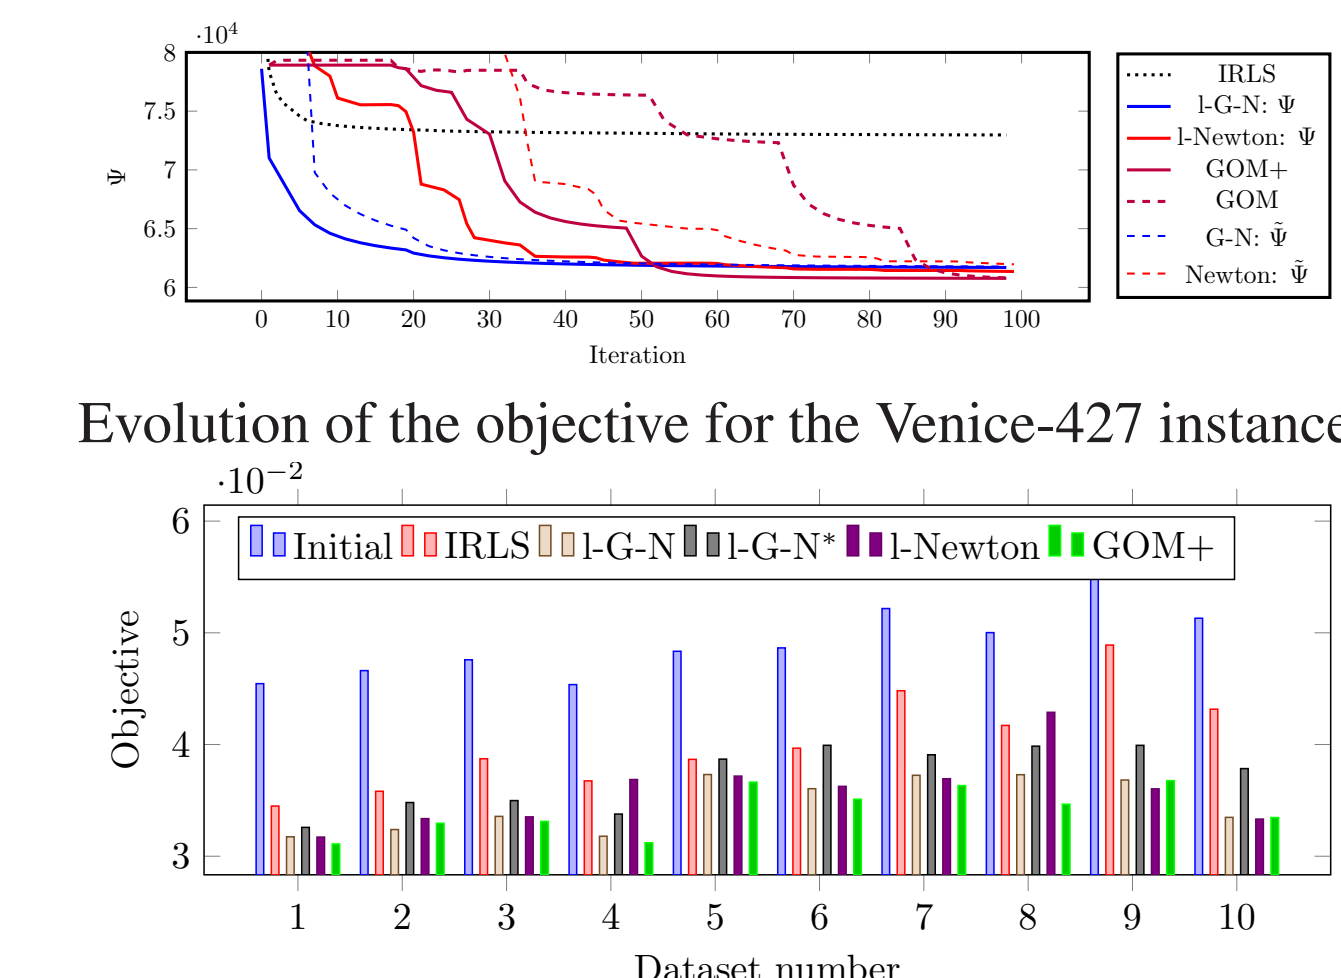 ·10⁴
8
7.5
7
6.5
6
Ψ
0 10 20 30 40 50 60 70 80 90 100
Iteration
IRLS
l-G-N: Ψ
l-Newton: Ψ
GOM+
GOM
G-N: Ψ̃
Newton: Ψ̃
Evolution of the objective for the Venice-427 instance
·10⁻²
6
5
4
3
Objective
Initial IRLS l-G-N l-G-N* l-Newton GOM+
1 2 3 4 5 6 7 8 9 10
Dataset number